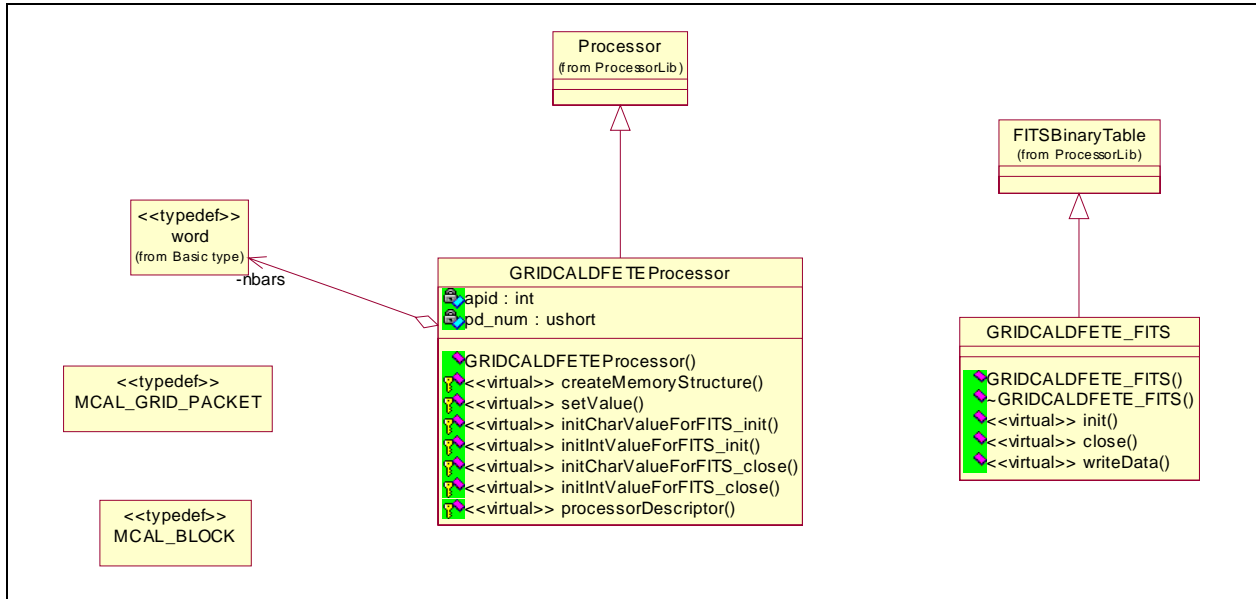 Processor
(from ProcessorLib)
FITSBinaryTable
(from ProcessorLib)
<<typedef>>
word
(from Basic type)
-nbars
GRIDCALDFETEProcessor
apid : int
pd_num : ushort
GRIDCALDFETEProcessor()
<<virtual>> createMemoryStructure()
<<virtual>> setValue()
<<virtual>> initCharValueForFITS_init()
<<virtual>> initIntValueForFITS_init()
<<virtual>> initCharValueForFITS_close()
<<virtual>> initIntValueForFITS_close()
<<virtual>> processorDescriptor()
GRIDCALDFETE_FITS
GRIDCALDFETE_FITS()
~GRIDCALDFETE_FITS()
<<virtual>> init()
<<virtual>> close()
<<virtual>> writeData()
<<typedef>>
MCAL_GRID_PACKET
<<typedef>>
MCAL_BLOCK